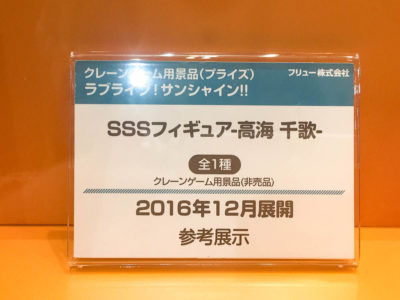 クレーンゲーム用景品(プライズ) フリュー株式会社
ラブライブ!サンシャイン!!
SSSフィギュア-高海 千歌-
全1種
クレーンゲーム用景品(非売品)
2016年12月展開
参考展示